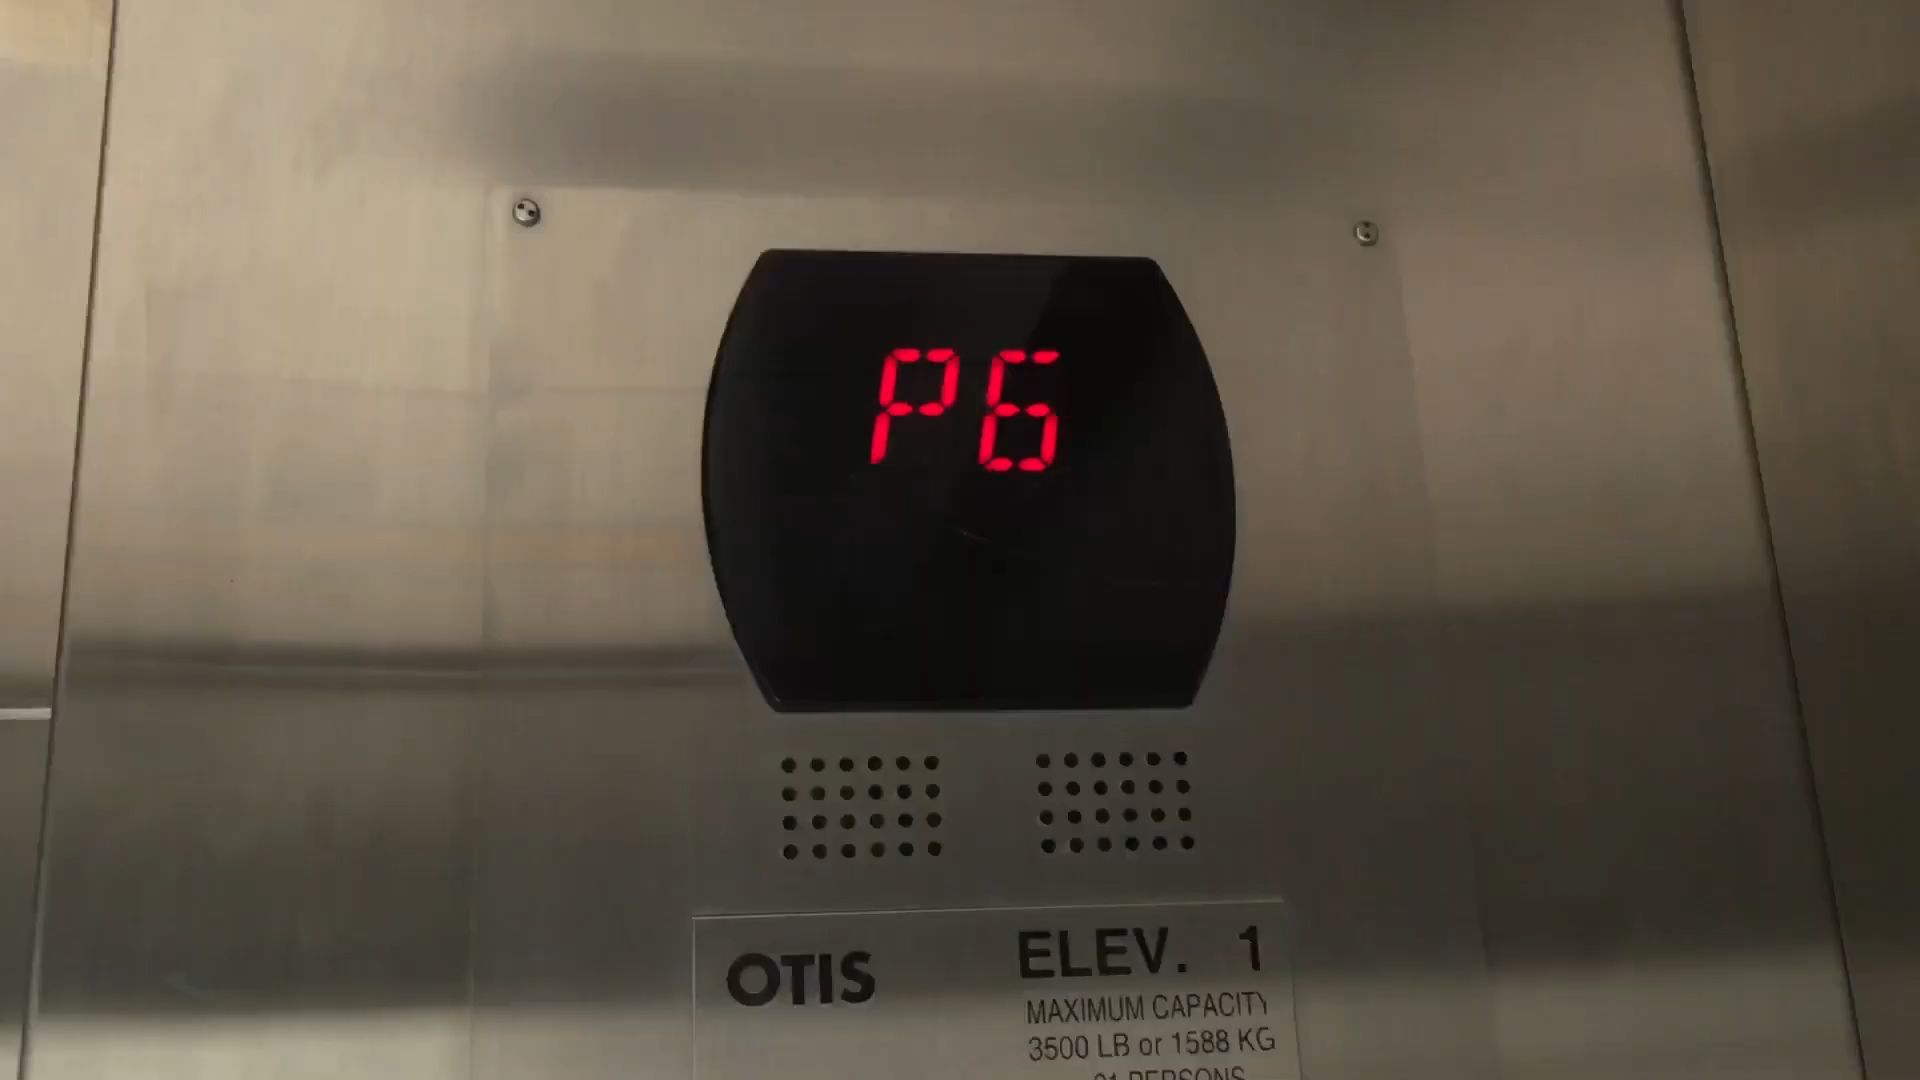 P6
OTIS
ELEV. 1
MAXIMUM CAPACITY
3500 LB or 1588 KG
21 PERSONS